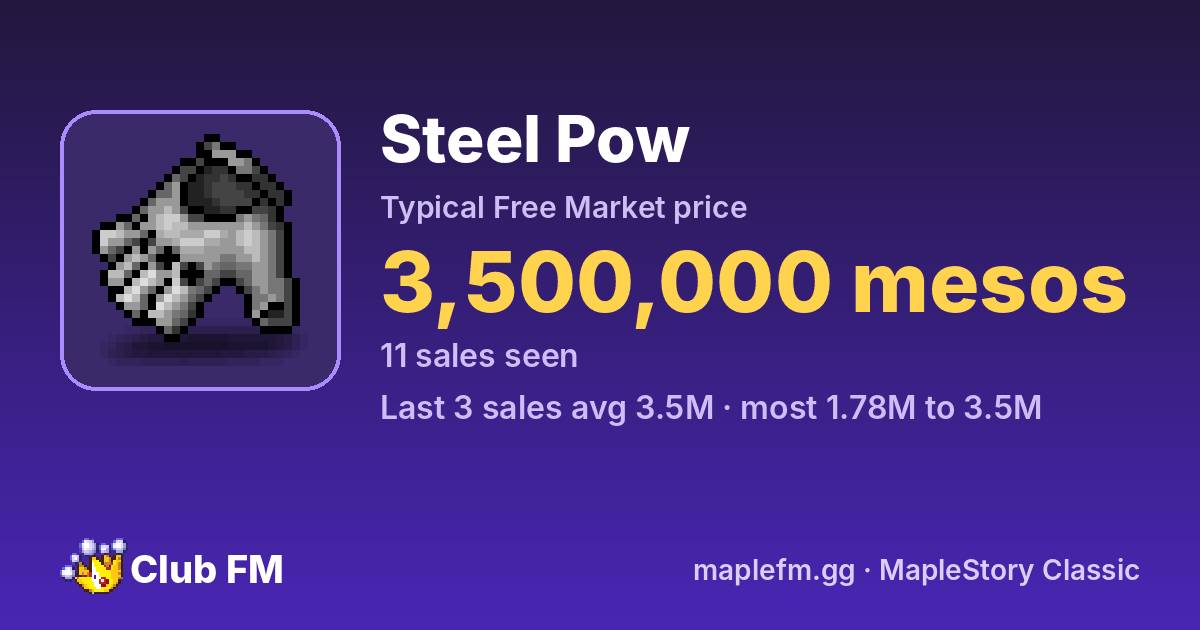 Steel Pow
Typical Free Market price
3,500,000 mesos
11 sales seen
Last 3 sales avg 3.5M · most 1.78M to 3.5M
Club FM
maplefm.gg · MapleStory Classic